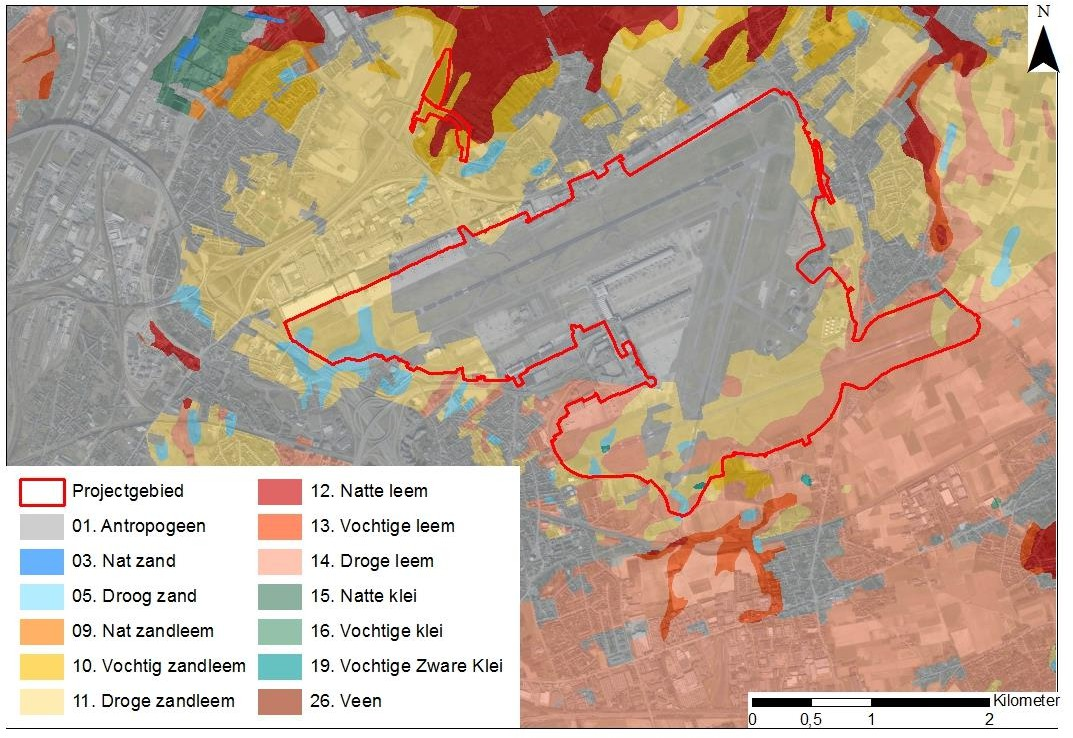 N
Projectgebied
01. Antropogeen
03. Nat zand
05. Droog zand
09. Nat zandleem
10. Vochtig zandleem
11. Droge zandleem
12. Natte leem
13. Vochtige leem
14. Droge leem
15. Natte klei
16. Vochtige klei
19. Vochtige Zware Klei
26. Veen
Kilometer
0 0,5 1 2